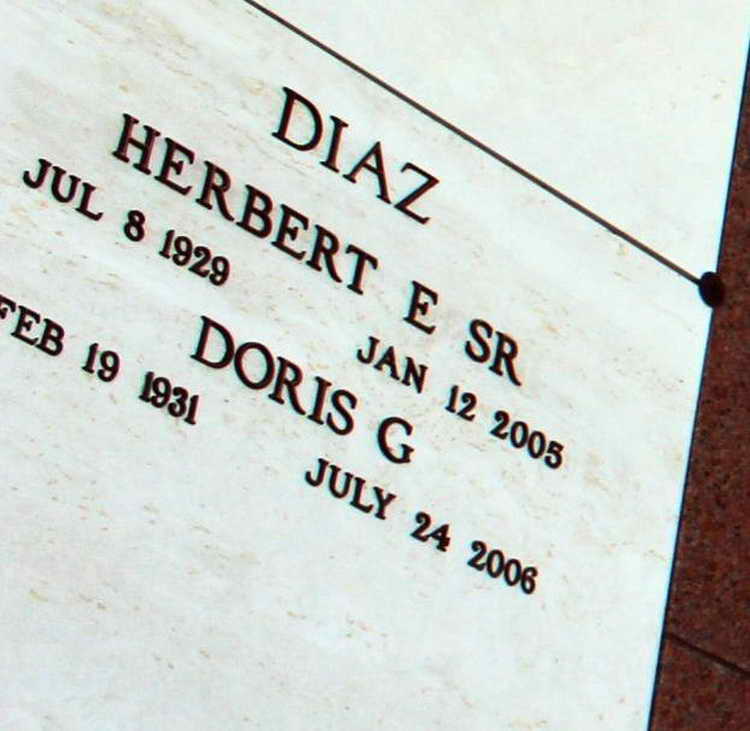 DIAZ
HERBERT E SR
JUL 8 1929 JAN 12 2005
DORIS G
FEB 19 1931 JULY 24 2006